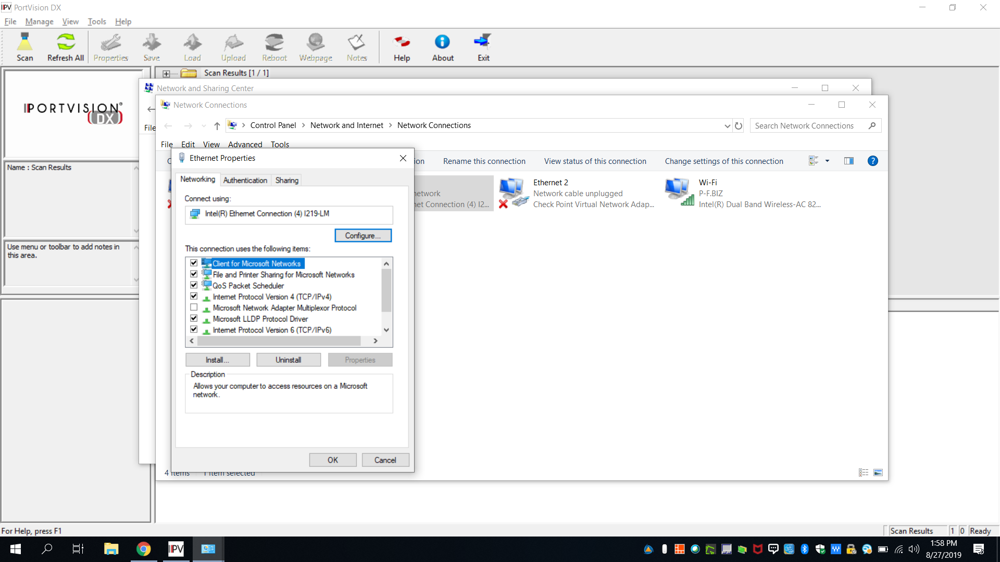 PV PortVision DX
File Manage View Tools Help
Scan Refresh All Properties Save Load Upload Reboot Webpage Notes Help About Exit
Scan Results [1 / 1]
PORTVISION®
DX
Network and Sharing Center
File
Network Connections
Control Panel > Network and Internet > Network Connections
Search Network Connections
File Edit View Advanced Tools
Rename this connection View status of this connection Change settings of this connection
Name : Scan Results
Use menu or toolbar to add notes in
this area.
Ethernet Properties
Networking Authentication Sharing
Connect using:
Intel(R) Ethernet Connection (4) I219-LM
Configure...
This connection uses the following items:
Client for Microsoft Networks
File and Printer Sharing for Microsoft Networks
QoS Packet Scheduler
Internet Protocol Version 4 (TCP/IPv4)
Microsoft Network Adapter Multiplexor Protocol
Microsoft LLDP Protocol Driver
Internet Protocol Version 6 (TCP/IPv6)
Install... Uninstall Properties
Description
Allows your computer to access resources on a Microsoft
network.
OK Cancel
Connection (4) I2...
Ethernet 2
Network cable unplugged
Check Point Virtual Network Adap...
Wi-Fi
P-F.BIZ
Intel(R) Dual Band Wireless-AC 82...
4 items 1 item selected
For Help, press F1
Scan Results 1 0 Ready
PV
W
1:58 PM
8/27/2019